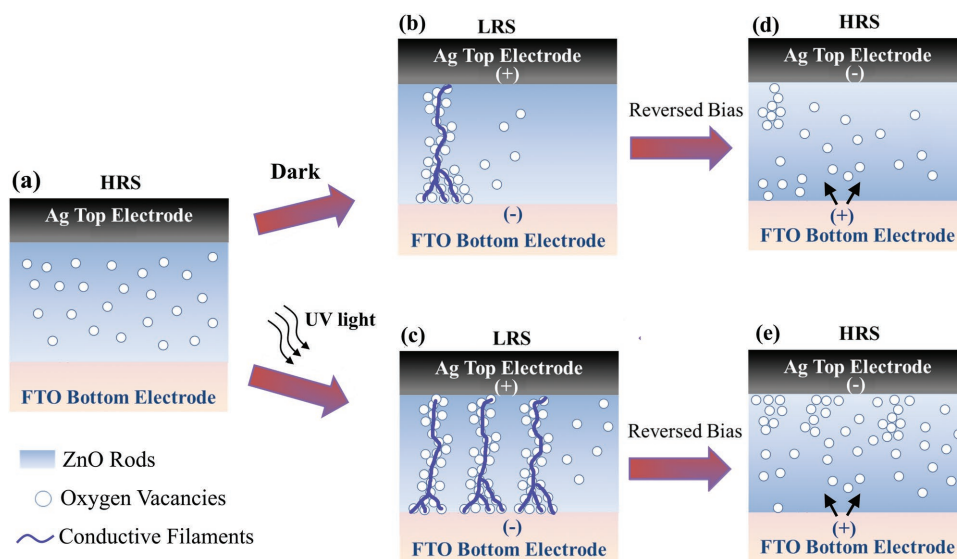 (a)
HRS
Ag Top Electrode
FTO Bottom Electrode
ZnO Rods
Oxygen Vacancies
Conductive Filaments
Dark
UV light
(b)
LRS
Ag Top Electrode
(+)
(-)
FTO Bottom Electrode
Reversed Bias
(d)
HRS
Ag Top Electrode
(-)
(+)
FTO Bottom Electrode
(c)
LRS
Ag Top Electrode
(+)
(-)
FTO Bottom Electrode
Reversed Bias
(e)
HRS
Ag Top Electrode
(-)
(+)
FTO Bottom Electrode